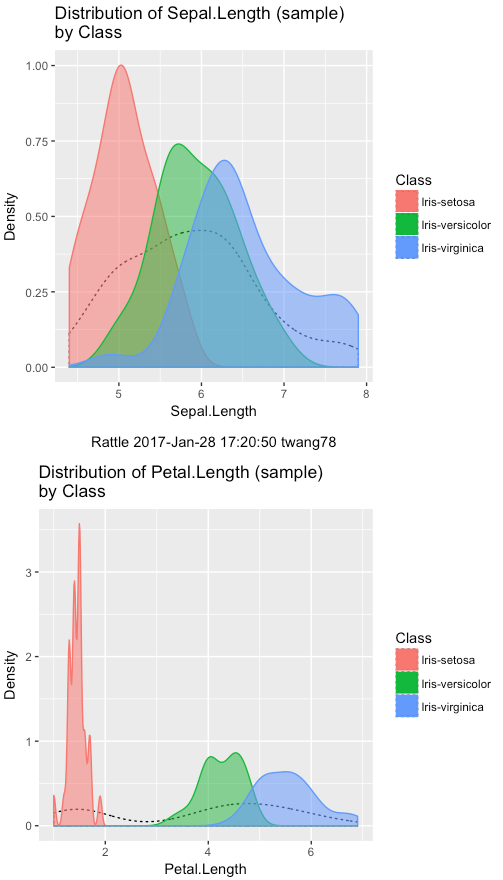 Distribution of Sepal.Length (sample)
by Class
1.00
0.75
0.50
0.25
0.00
Density
5 6 7 8
Sepal.Length
Class
Iris-setosa
Iris-versicolor
Iris-virginica
Rattle 2017-Jan-28 17:20:50 twang78
Distribution of Petal.Length (sample)
by Class
3
2
1
0
Density
2 4 6
Petal.Length
Class
Iris-setosa
Iris-versicolor
Iris-virginica